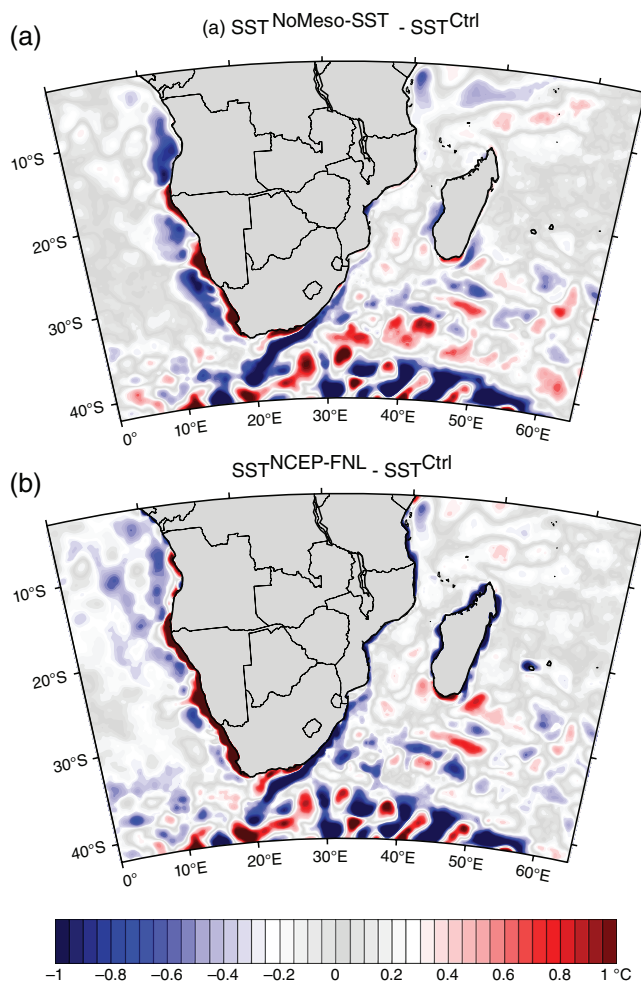 (a)
(a) SST NoMeso-SST - SST Ctrl
10°S
20°S
30°S
40°S
0°
10°E
20°E
30°E
40°E
50°E
60°E
(b)
SST NCEP-FNL - SST Ctrl
10°S
20°S
30°S
40°S
0°
10°E
20°E
30°E
40°E
50°E
60°E
−1 −0.8 −0.6 −0.4 −0.2 0 0.2 0.4 0.6 0.8 1 °C